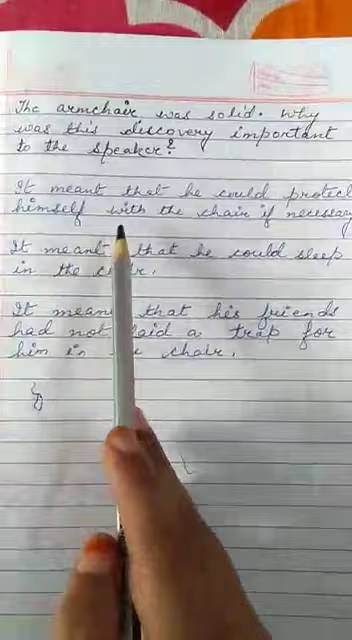 The armchair was solid. Why
was this discovery important
to the speaker?
It meant that he could protect
himself with the chair if necessary
It meant that he could sleep
in the chair.
It meant that his friends
had not laid a trap for
him in chair.